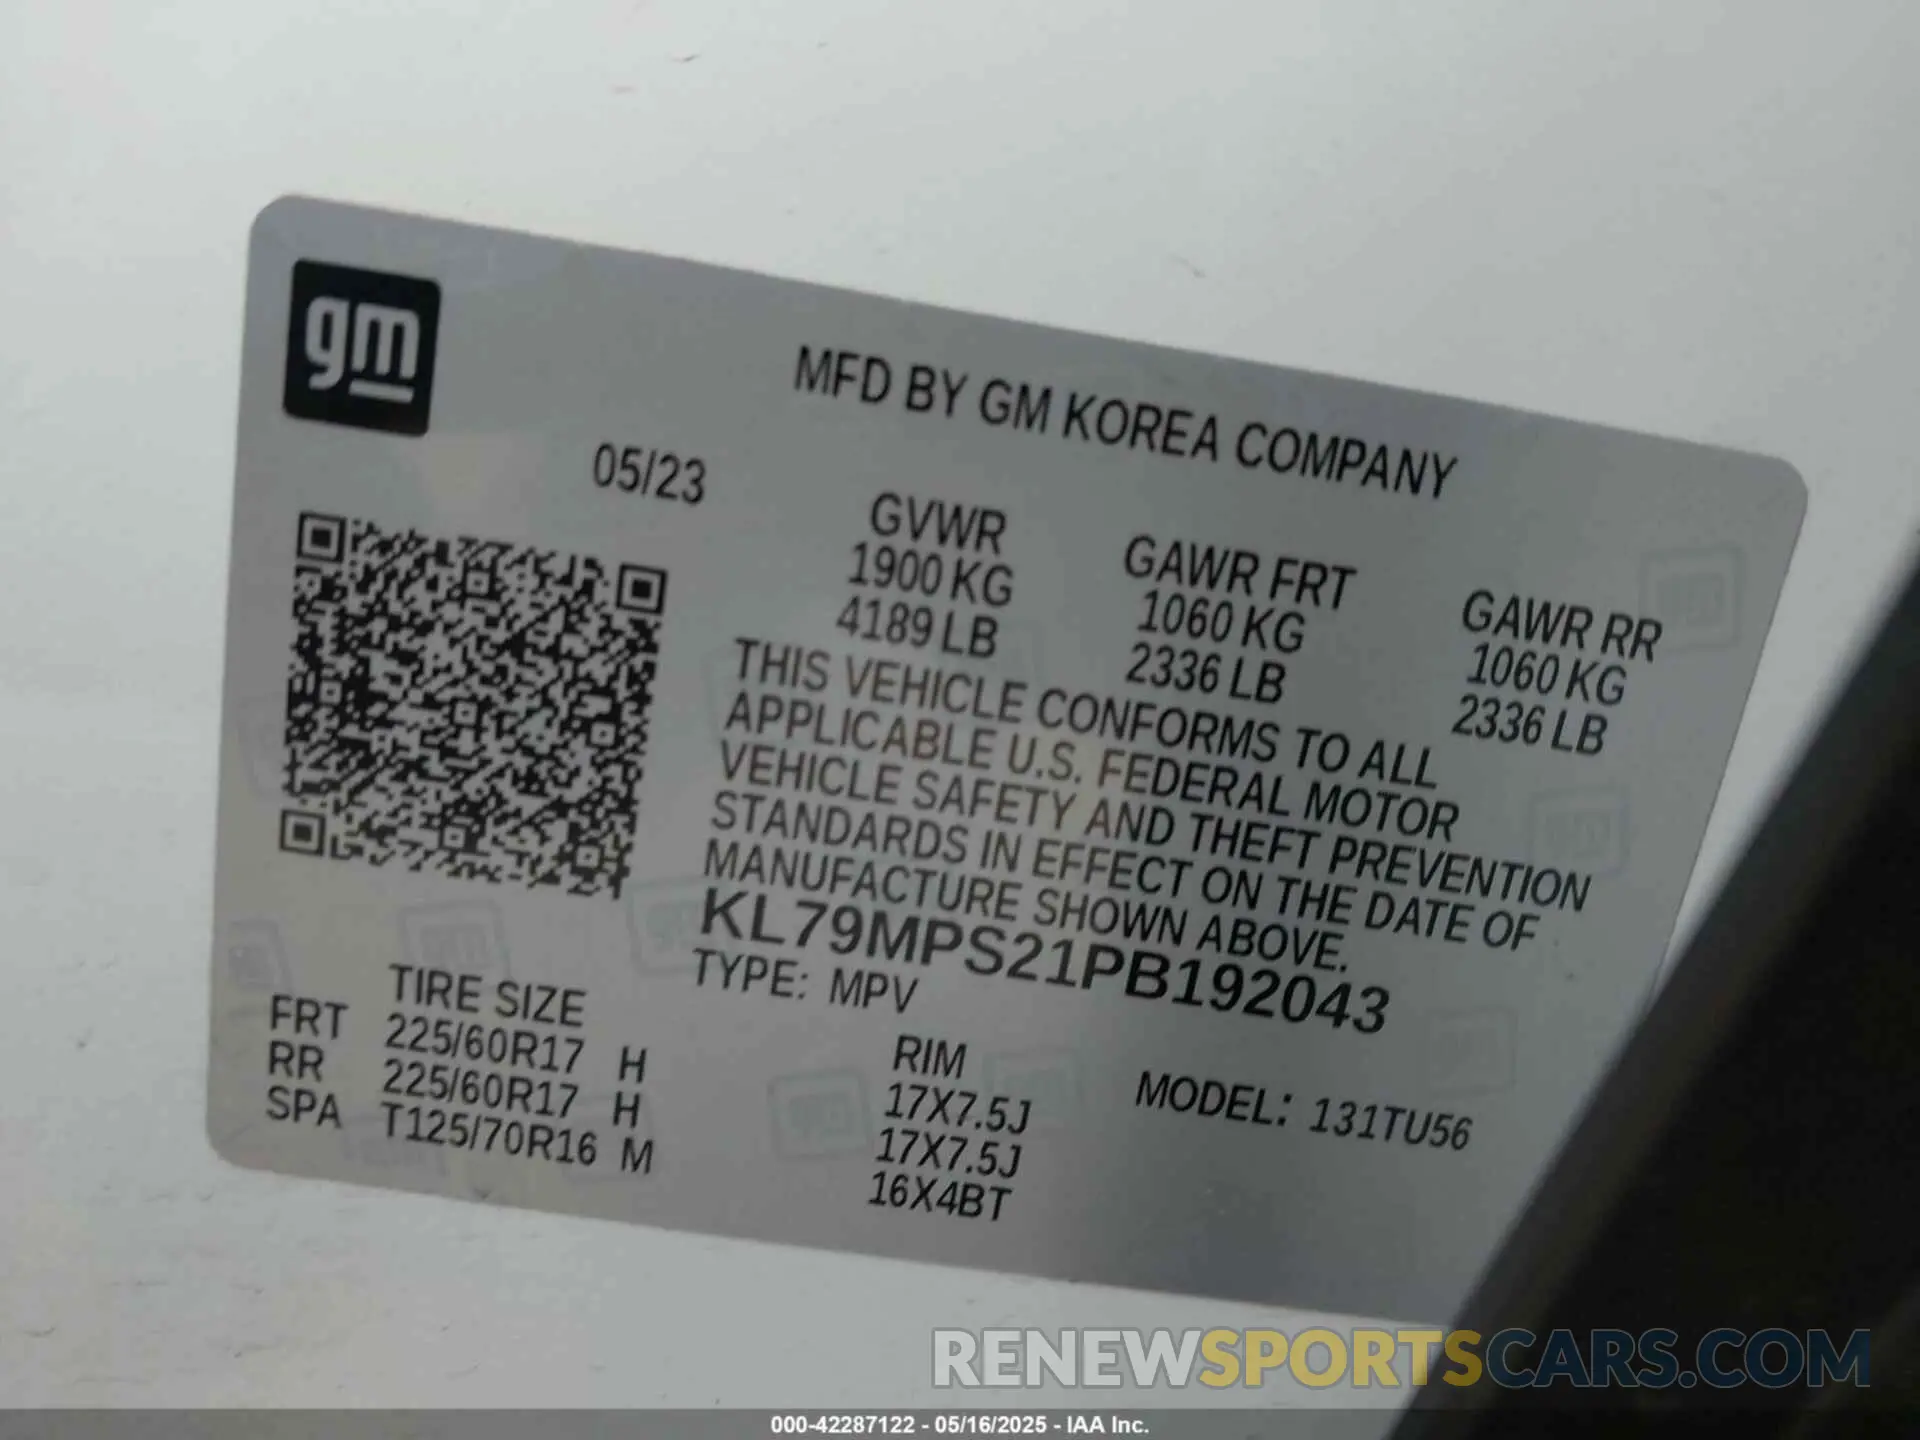 gm
MFD BY GM KOREA COMPANY
05/23
GVWR
1900 KG
4189 LB
GAWR FRT
1060 KG
2336 LB
GAWR RR
1060 KG
2336 LB
THIS VEHICLE CONFORMS TO ALL
APPLICABLE U.S. FEDERAL MOTOR
VEHICLE SAFETY AND THEFT PREVENTION
STANDARDS IN EFFECT ON THE DATE OF
MANUFACTURE SHOWN ABOVE.
KL79MPS21PB192043
TYPE: MPV
TIRE SIZE
FRT 225/60R17 H
RR 225/60R17 H
SPA T125/70R16 M
RIM
17X7.5J
17X7.5J
16X4BT
MODEL: 131TU56
RENEWSPORTSCARS.COM
000-42287122 - 05/16/2025 - IAA Inc.